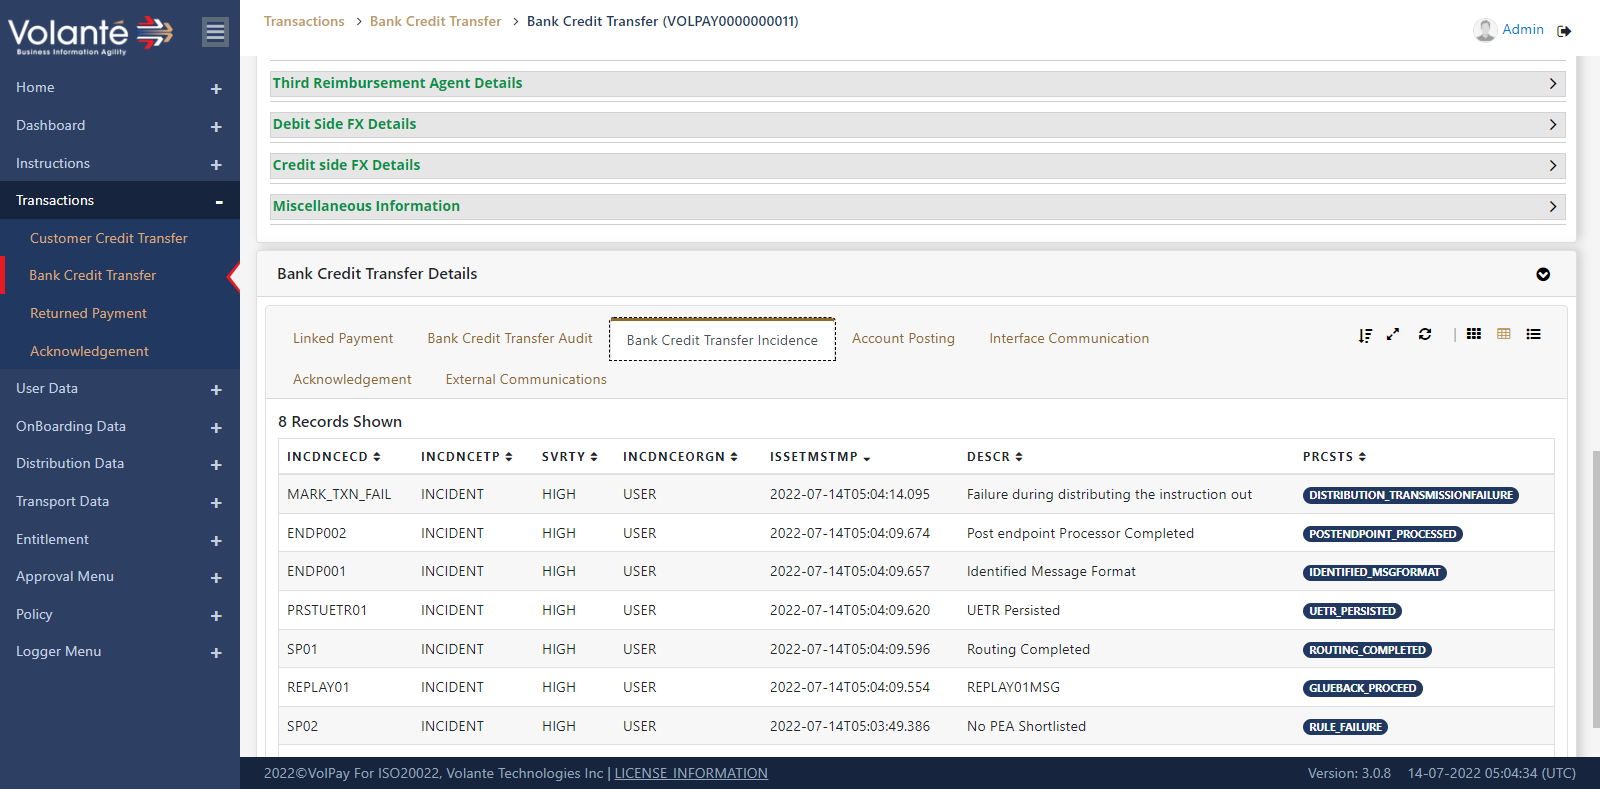 Volanté
Business Information Agility
Transactions > Bank Credit Transfer > Bank Credit Transfer (VOLPAY0000000011)
Admin
Home +
Dashboard +
Instructions +
Transactions -
Customer Credit Transfer
Bank Credit Transfer
Returned Payment
Acknowledgement
User Data +
OnBoarding Data +
Distribution Data +
Transport Data +
Entitlement +
Approval Menu +
Policy +
Logger Menu +
Third Reimbursement Agent Details
Debit Side FX Details
Credit side FX Details
Miscellaneous Information
Bank Credit Transfer Details
Linked Payment Bank Credit Transfer Audit Bank Credit Transfer Incidence Account Posting Interface Communication
Acknowledgement External Communications
8 Records Shown
INCDNCECD INCDNCETP SVRTY INCDNCEORGN ISSETMSTMP DESCR PRCSTS
MARK_TXN_FAIL INCIDENT HIGH USER 2022-07-14T05:04:14.095 Failure during distributing the instruction out DISTRIBUTION_TRANSMISSIONFAILURE
ENDP002 INCIDENT HIGH USER 2022-07-14T05:04:09.674 Post endpoint Processor Completed POSTENDPOINT_PROCESSED
ENDP001 INCIDENT HIGH USER 2022-07-14T05:04:09.657 Identified Message Format IDENTIFIED_MSGFORMAT
PRSTUETR01 INCIDENT HIGH USER 2022-07-14T05:04:09.620 UETR Persisted UETR_PERSISTED
SP01 INCIDENT HIGH USER 2022-07-14T05:04:09.596 Routing Completed ROUTING_COMPLETED
REPLAY01 INCIDENT HIGH USER 2022-07-14T05:04:09.554 REPLAY01MSG GLUEBACK_PROCEED
SP02 INCIDENT HIGH USER 2022-07-14T05:03:49.386 No PEA Shortlisted RULE_FAILURE
2022©VolPay For ISO20022, Volante Technologies Inc | LICENSE INFORMATION
Version: 3.0.8 14-07-2022 05:04:34 (UTC)